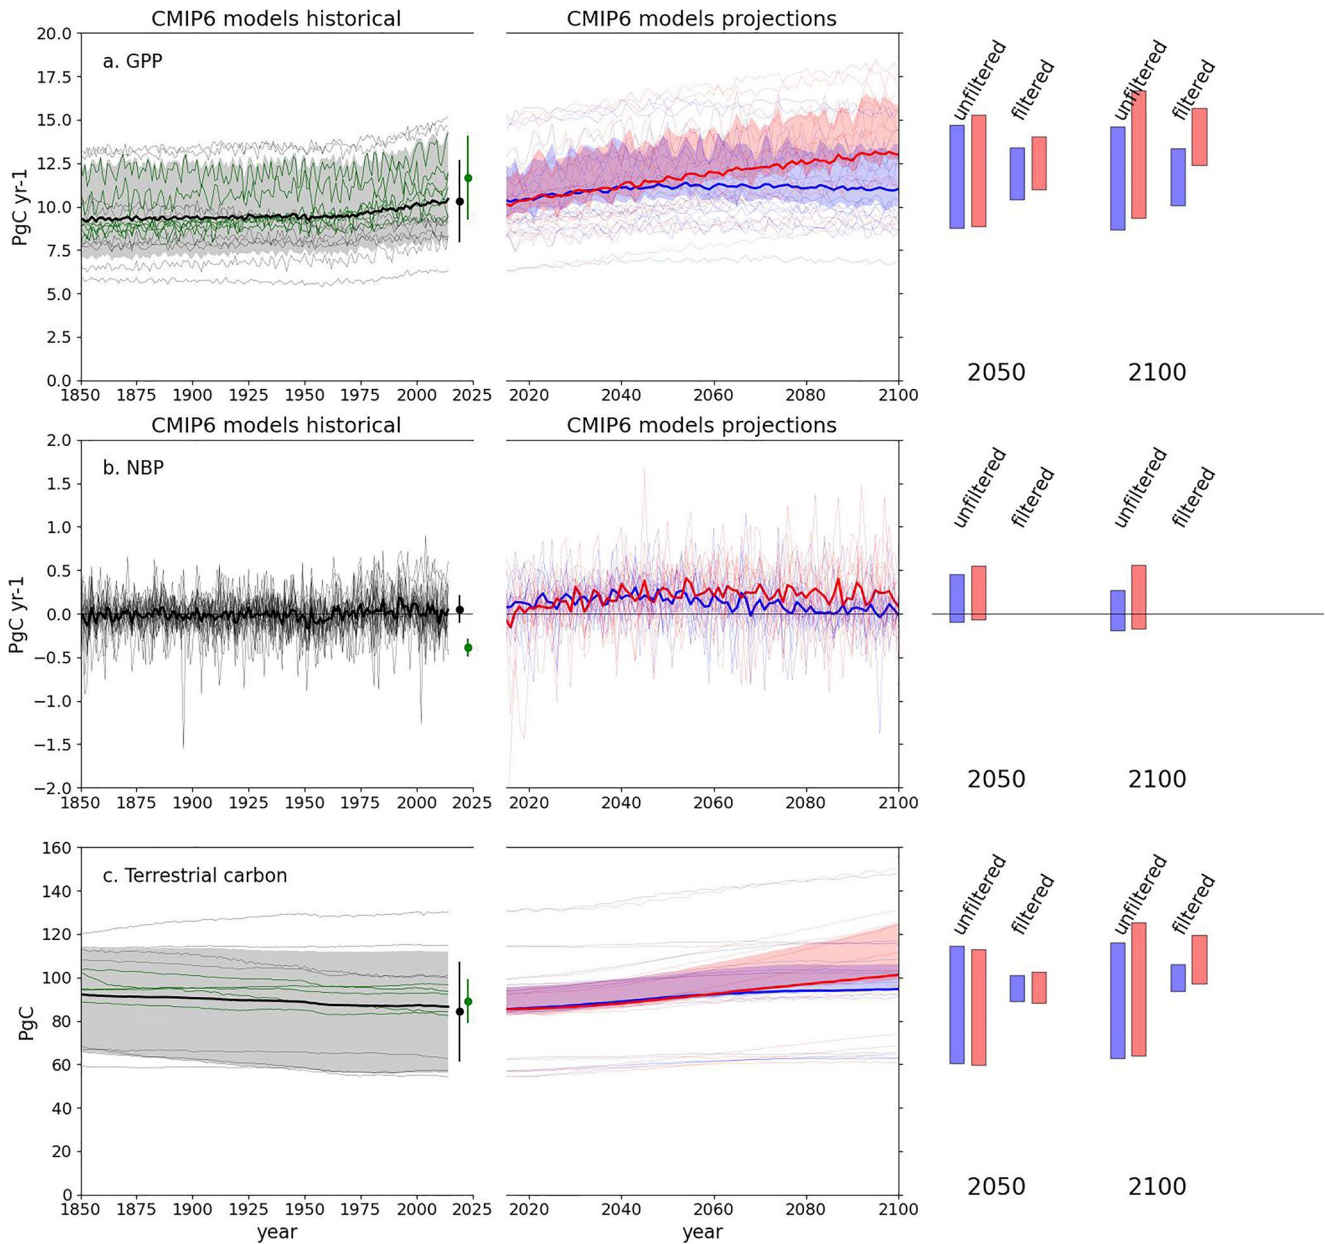 CMIP6 models historical
CMIP6 models projections
20.0
17.5
15.0
12.5
10.0
7.5
5.0
2.5
0.0
PgC yr-1
a. GPP
1850 1875 1900 1925 1950 1975 2000 2025
2020 2040 2060 2080 2100
unfiltered
filtered
unfiltered
filtered
2050
2100
CMIP6 models historical
CMIP6 models projections
2.0
1.5
1.0
0.5
0.0
−0.5
−1.0
−1.5
−2.0
PgC yr-1
b. NBP
1850 1875 1900 1925 1950 1975 2000 2025
2020 2040 2060 2080 2100
unfiltered
filtered
unfiltered
filtered
2050
2100
160
140
120
100
80
60
40
20
0
PgC
c. Terrestrial carbon
1850 1875 1900 1925 1950 1975 2000 2025
year
2020 2040 2060 2080 2100
year
unfiltered
filtered
unfiltered
filtered
2050
2100